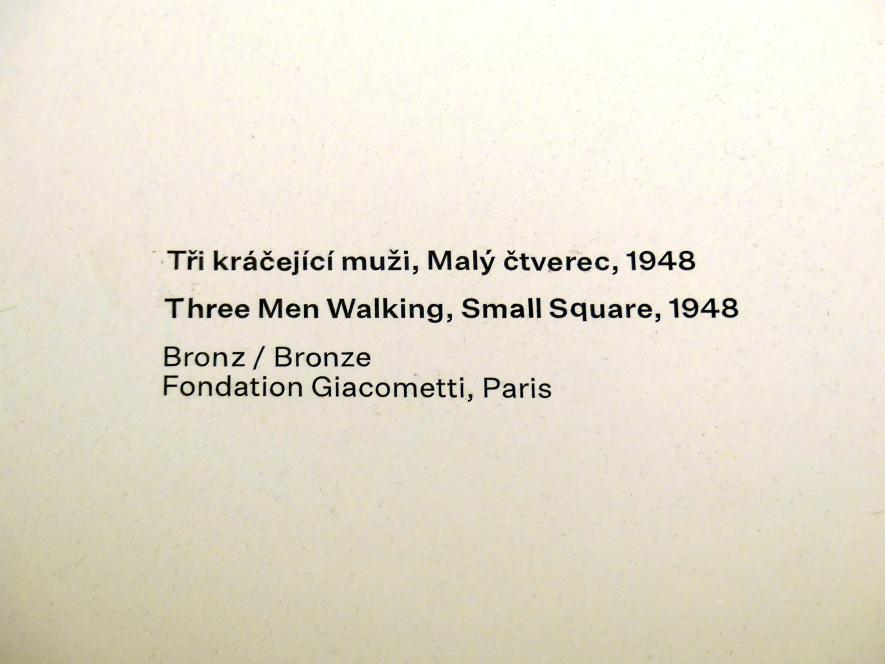 Tři kráčející muži, Malý čtverec, 1948
Three Men Walking, Small Square, 1948
Bronz / Bronze
Fondation Giacometti, Paris